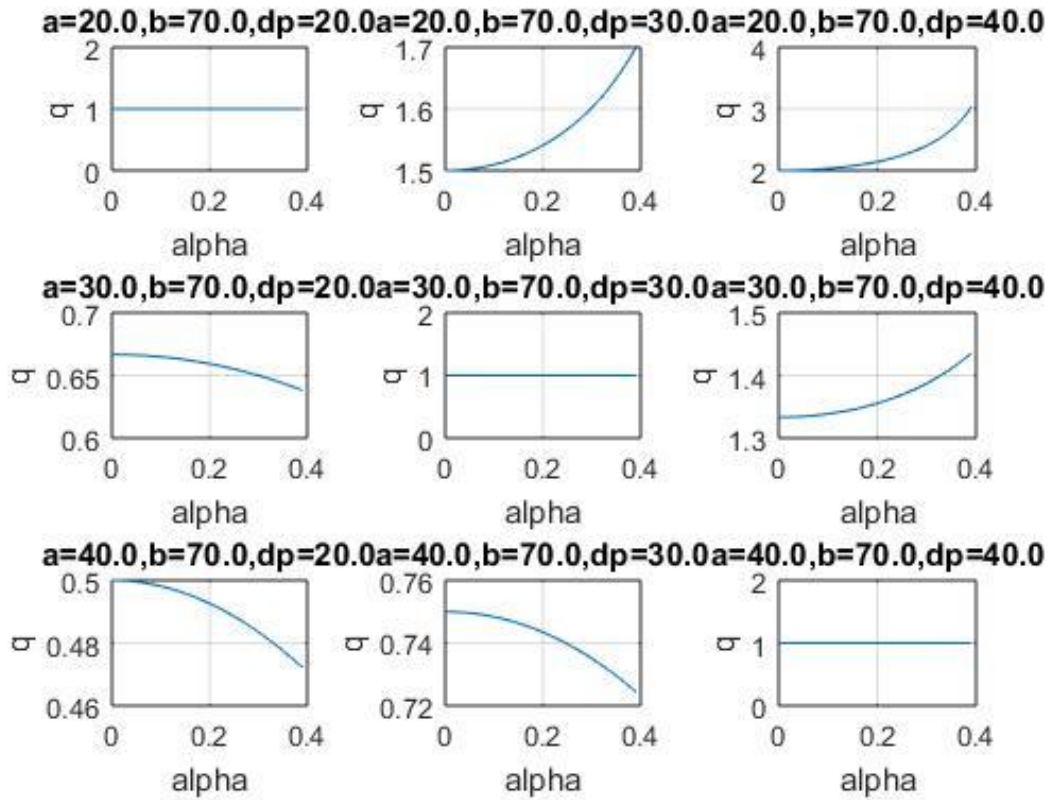 a=20.0,b=70.0,dp=20.0
2
1
0
q
0 0.2 0.4
alpha
a=20.0,b=70.0,dp=30.0
1.7
1.6
1.5
q
0 0.2 0.4
alpha
a=20.0,b=70.0,dp=40.0
4
3
2
q
0 0.2 0.4
alpha
a=30.0,b=70.0,dp=20.0
0.7
0.65
0.6
q
0 0.2 0.4
alpha
a=30.0,b=70.0,dp=30.0
2
1
0
q
0 0.2 0.4
alpha
a=30.0,b=70.0,dp=40.0
1.5
1.4
1.3
q
0 0.2 0.4
alpha
a=40.0,b=70.0,dp=20.0
0.5
0.48
0.46
q
0 0.2 0.4
alpha
a=40.0,b=70.0,dp=30.0
0.76
0.74
0.72
q
0 0.2 0.4
alpha
a=40.0,b=70.0,dp=40.0
2
1
0
q
0 0.2 0.4
alpha